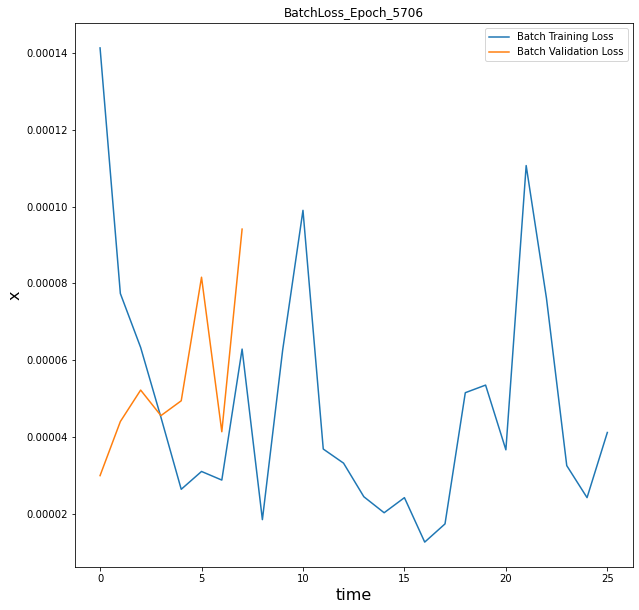 BatchLoss_Epoch_5706
Batch Training Loss
Batch Validation Loss
0.00014
0.00012
0.00010
0.00008
0.00006
0.00004
0.00002
x
0 5 10 15 20 25
time